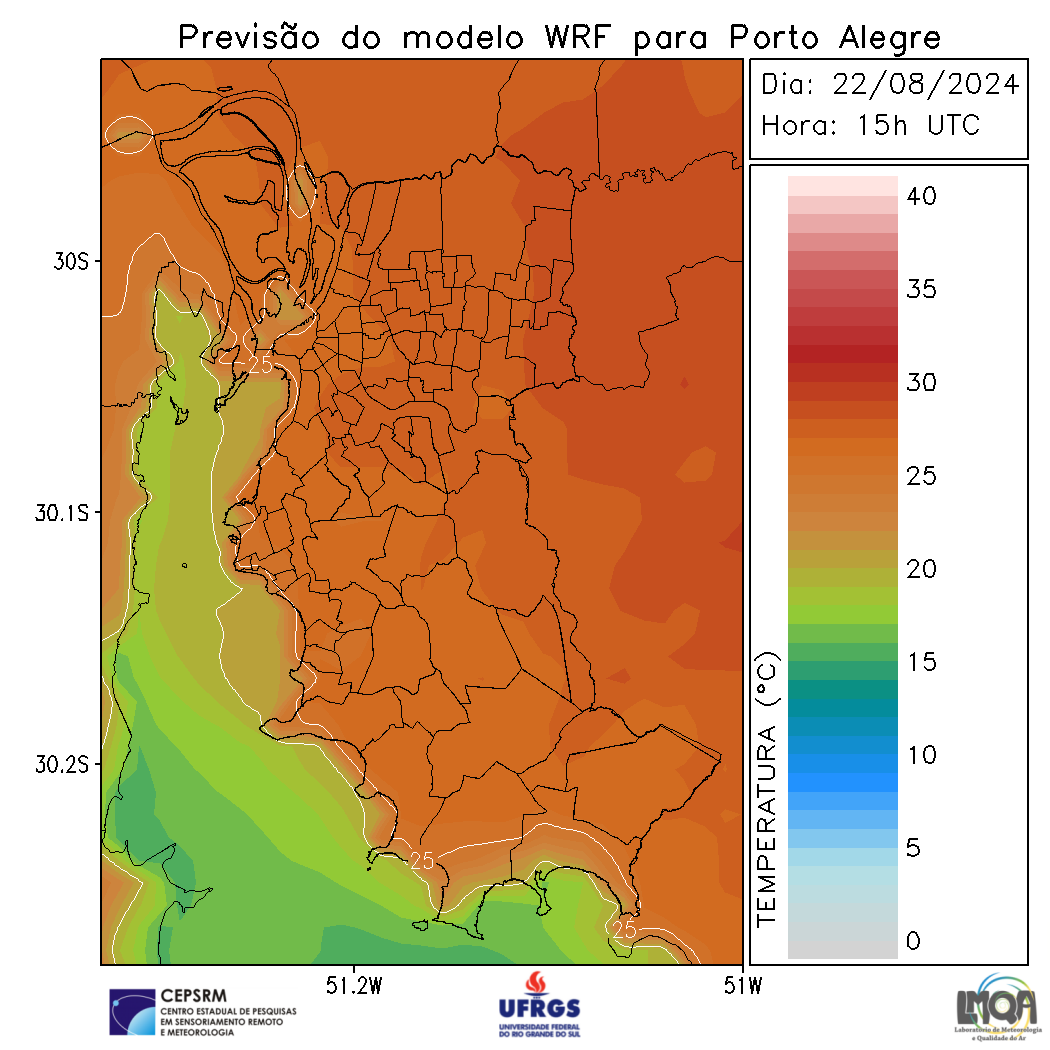 Previsão do modelo WRF para Porto Alegre
Dia: 22/08/2024
Hora: 15h UTC
40
35
30
25
20
15
10
5
0
TEMPERATURA (°C)
30S
30.1S
30.2S
51.2W
51W
25
25
25
CEPSRM
CENTRO ESTADUAL DE PESQUISAS
EM SENSORIAMENTO REMOTO
E METEOROLOGIA
UFRGS
UNIVERSIDADE FEDERAL
DO RIO GRANDE DO SUL
LMQA
Laboratório de Meteorologia
e Qualidade do Ar